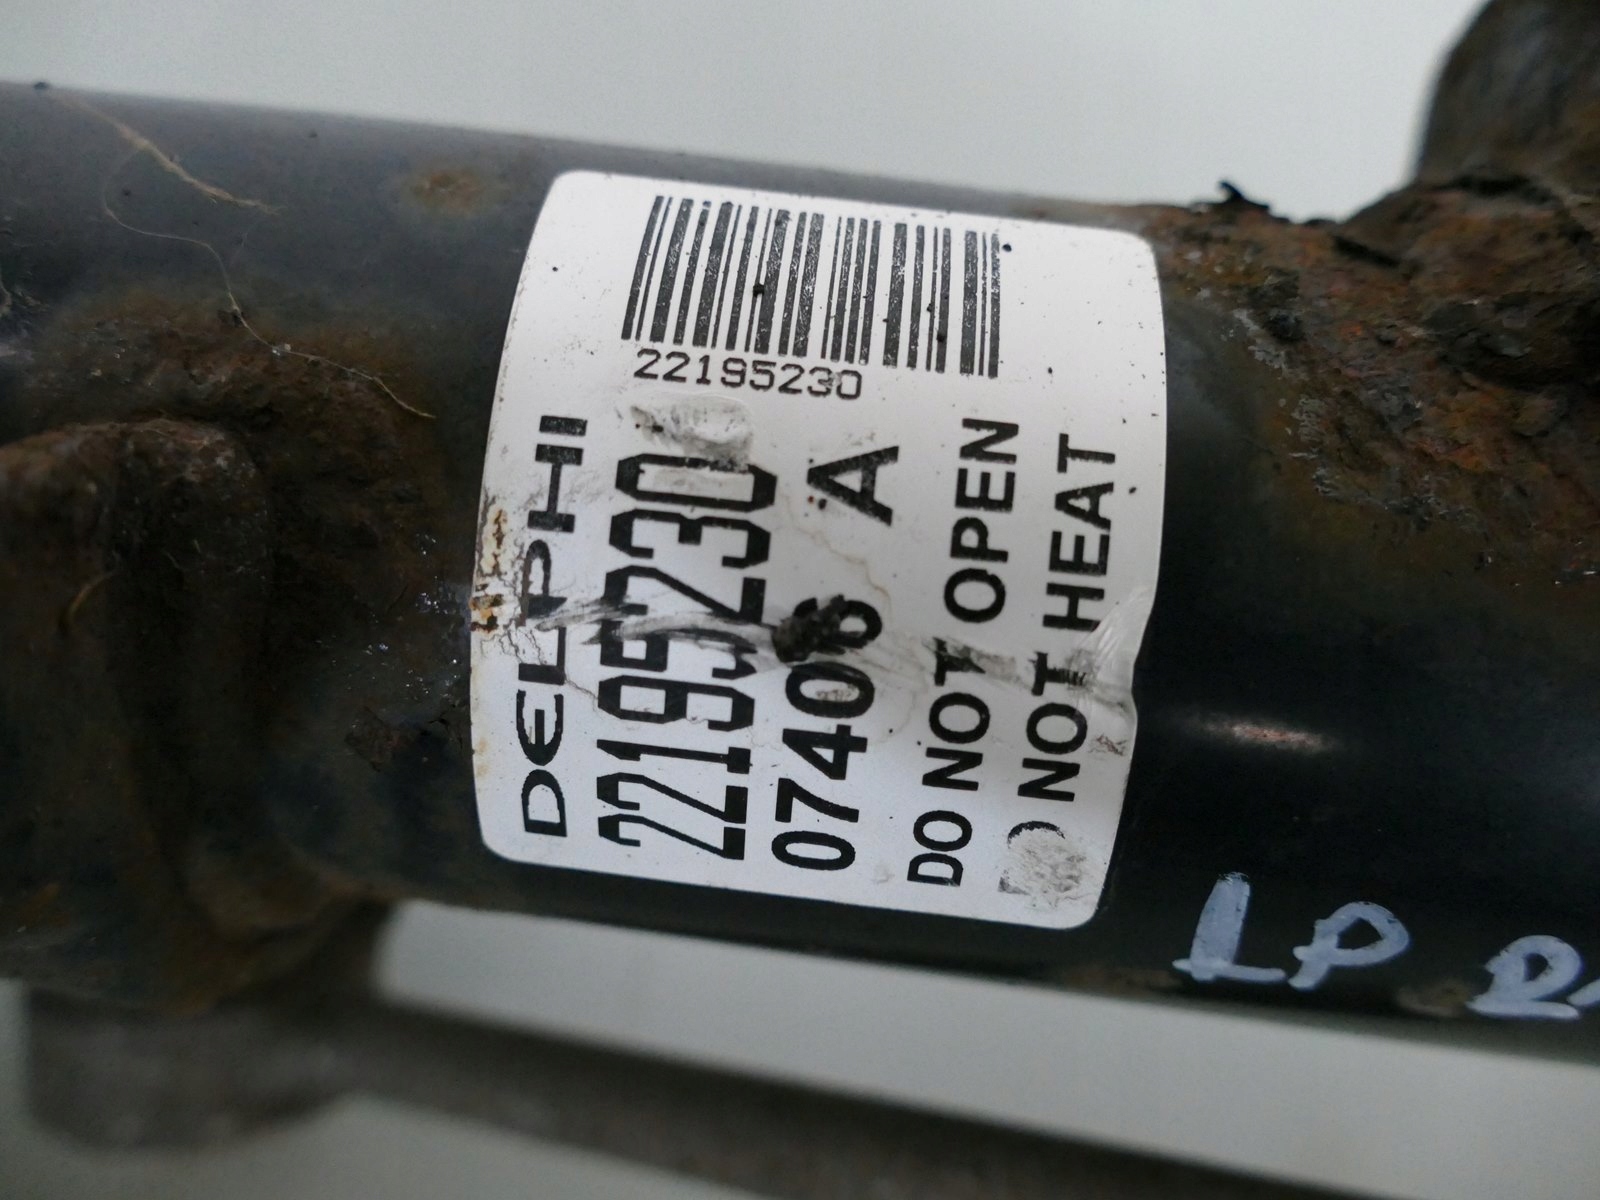 22195230
DELPHI
22195230
07406 A
DO NOT OPEN
NOT HEAT
LP